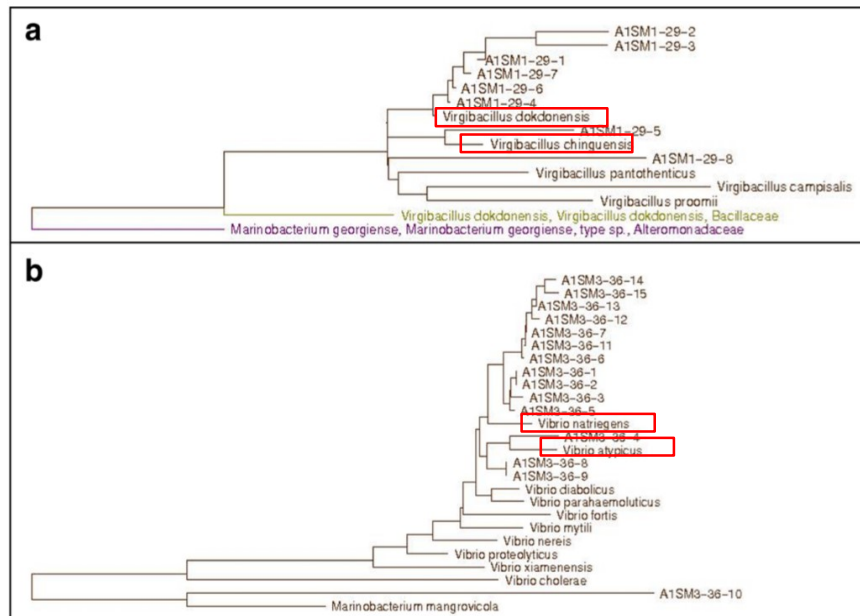 a
A1SM1-29-2
A1SM1-29-3
A1SM1-29-1
A1SM1-29-7
A1SM1-29-6
A1SM1-29-4
Virgibacillus dokdonensis
A1SM1-29-5
Virgibacillus chinguensis
A1SM1-29-8
Virgibacillus pantothenticus
Virgibacillus campisalis
Virgibacillus proomii
Virgibacillus dokdonensis, Virgibacillus dokdonensis, Bacillaceae
Marinobacterium georgiense, Marinobacterium georgiense, type sp., Alteromonadaceae
b
A1SM3-36-14
A1SM3-36-15
A1SM3-36-13
A1SM3-36-12
A1SM3-36-7
A1SM3-36-11
A1SM3-36-6
A1SM3-36-1
A1SM3-36-2
A1SM3-36-3
A1SM3-36-5
Vibrio natriegens
A1SM3-36-4
Vibrio atypicus
A1SM3-36-8
A1SM3-36-9
Vibrio diabolicus
Vibrio parahaemoluticus
Vibrio fortis
Vibrio mytili
Vibrio nereis
Vibrio proteolyticus
Vibrio xiamenensis
Vibrio cholerae
A1SM3-36-10
Marinobacterium mangrovicola